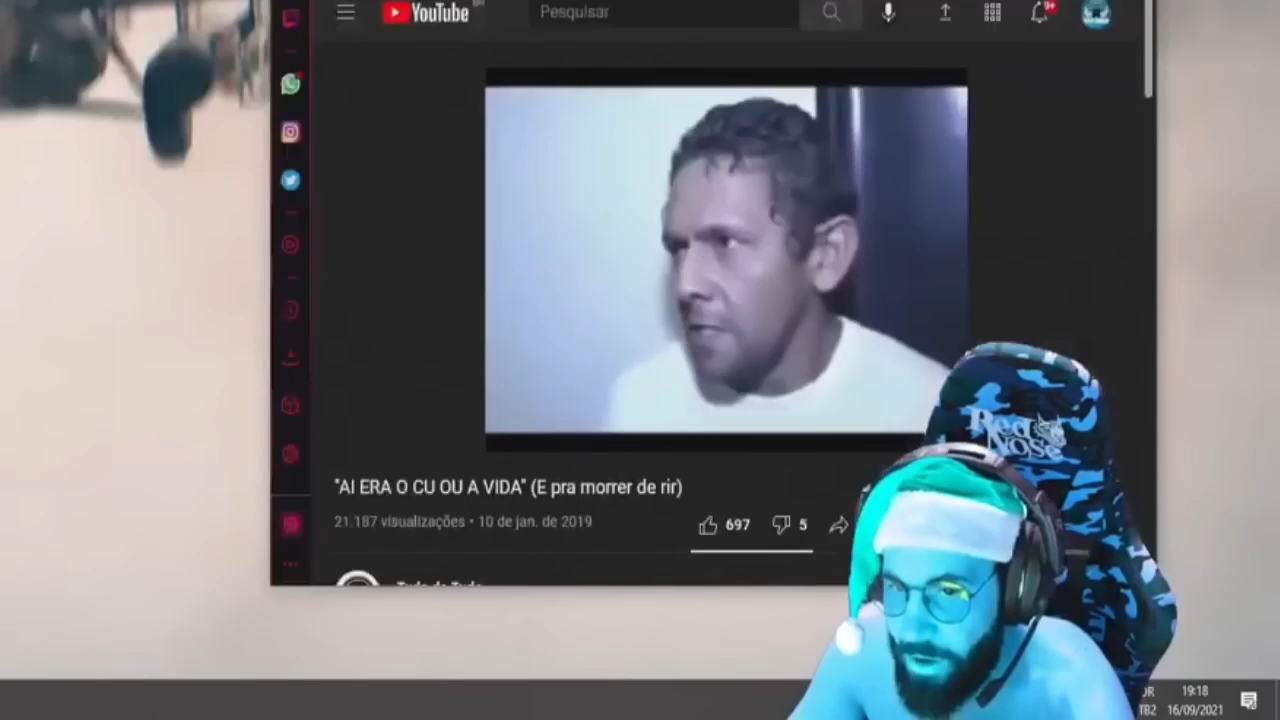 YouTube
Pesquisar
9+
"AI ERA O CU OU A VIDA" (E pra morrer de rir)
21.187 visualizações • 10 de jan. de 2019
697
5
Red
Nose
19:18
16/09/2021